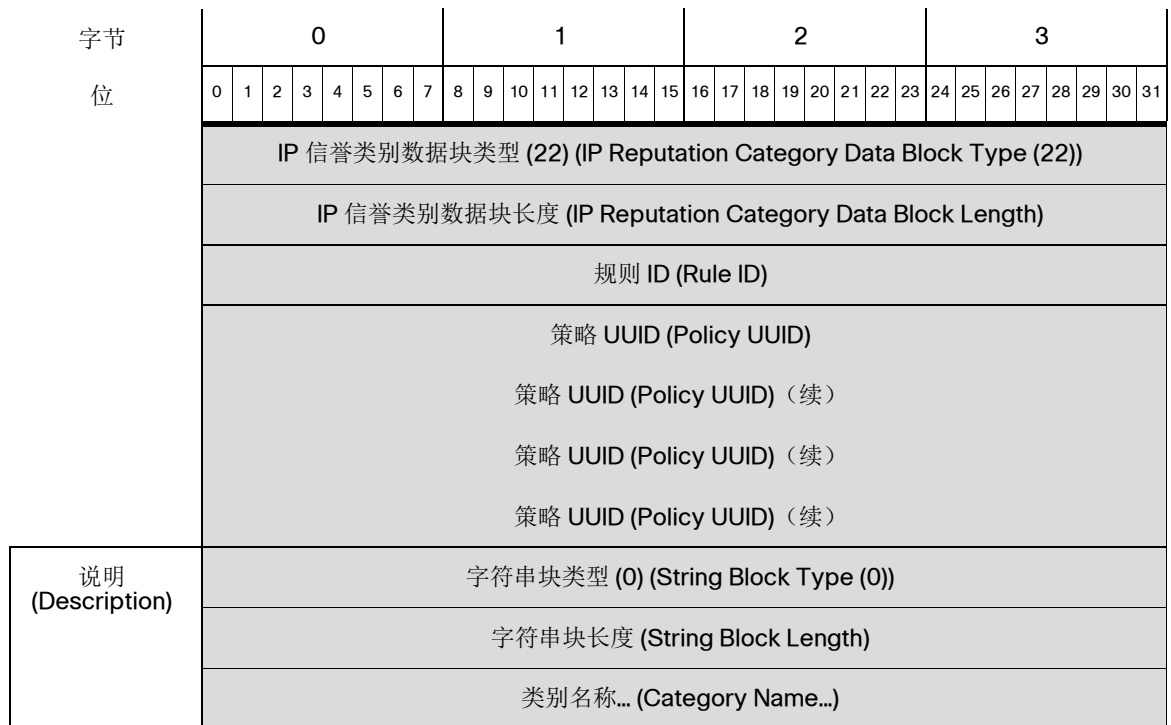 字节 0 1 2 3
位 0 1 2 3 4 5 6 7 8 9 10 11 12 13 14 15 16 17 18 19 20 21 22 23 24 25 26 27 28 29 30 31
IP 信誉类别数据块类型 (22) (IP Reputation Category Data Block Type (22))
IP 信誉类别数据块长度 (IP Reputation Category Data Block Length)
规则 ID (Rule ID)
策略 UUID (Policy UUID)
策略 UUID (Policy UUID)（续）
策略 UUID (Policy UUID)（续）
策略 UUID (Policy UUID)（续）
说明
(Description)
字符串块类型 (0) (String Block Type (0))
字符串块长度 (String Block Length)
类别名称... (Category Name...)